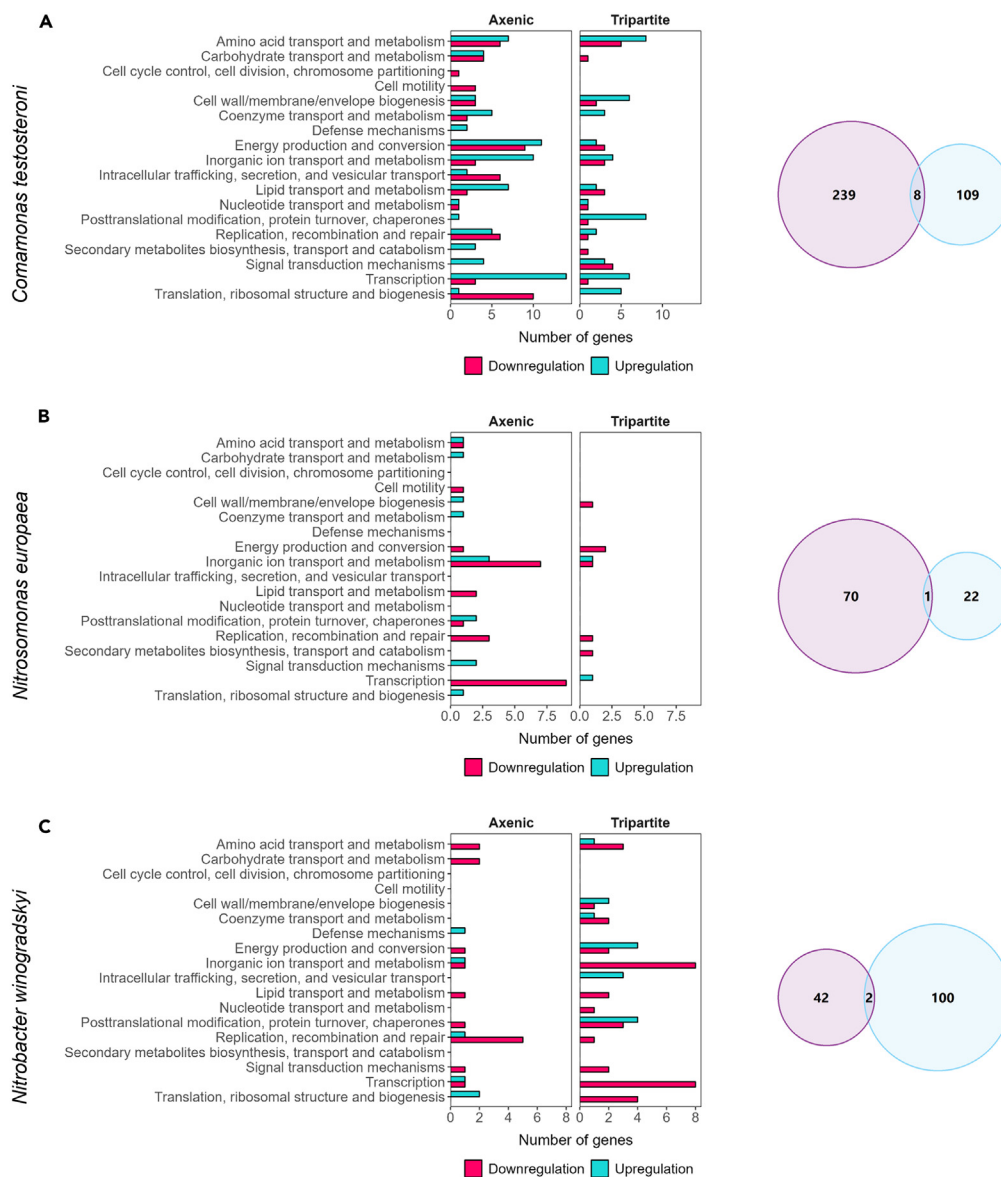 A
Axenic Tripartite
Amino acid transport and metabolism
Carbohydrate transport and metabolism
Cell cycle control, cell division, chromosome partitioning
Cell motility
Cell wall/membrane/envelope biogenesis
Coenzyme transport and metabolism
Defense mechanisms
Energy production and conversion
Inorganic ion transport and metabolism
Intracellular trafficking, secretion, and vesicular transport
Lipid transport and metabolism
Nucleotide transport and metabolism
Posttranslational modification, protein turnover, chaperones
Replication, recombination and repair
Secondary metabolites biosynthesis, transport and catabolism
Signal transduction mechanisms
Transcription
Translation, ribosomal structure and biogenesis
0 5 10 0 5 10
Number of genes
Downregulation Upregulation
Comamonas testosteroni
239 8 109
B
Axenic Tripartite
Amino acid transport and metabolism
Carbohydrate transport and metabolism
Cell cycle control, cell division, chromosome partitioning
Cell motility
Cell wall/membrane/envelope biogenesis
Coenzyme transport and metabolism
Defense mechanisms
Energy production and conversion
Inorganic ion transport and metabolism
Intracellular trafficking, secretion, and vesicular transport
Lipid transport and metabolism
Nucleotide transport and metabolism
Posttranslational modification, protein turnover, chaperones
Replication, recombination and repair
Secondary metabolites biosynthesis, transport and catabolism
Signal transduction mechanisms
Transcription
Translation, ribosomal structure and biogenesis
0.0 2.5 5.0 7.5 0.0 2.5 5.0 7.5
Number of genes
Downregulation Upregulation
Nitrosomonas europaea
70 1 22
C
Axenic Tripartite
Amino acid transport and metabolism
Carbohydrate transport and metabolism
Cell cycle control, cell division, chromosome partitioning
Cell motility
Cell wall/membrane/envelope biogenesis
Coenzyme transport and metabolism
Defense mechanisms
Energy production and conversion
Inorganic ion transport and metabolism
Intracellular trafficking, secretion, and vesicular transport
Lipid transport and metabolism
Nucleotide transport and metabolism
Posttranslational modification, protein turnover, chaperones
Replication, recombination and repair
Secondary metabolites biosynthesis, transport and catabolism
Signal transduction mechanisms
Transcription
Translation, ribosomal structure and biogenesis
0 2 4 6 8 0 2 4 6 8
Number of genes
Downregulation Upregulation
Nitrobacter winogradskyi
42 2 100